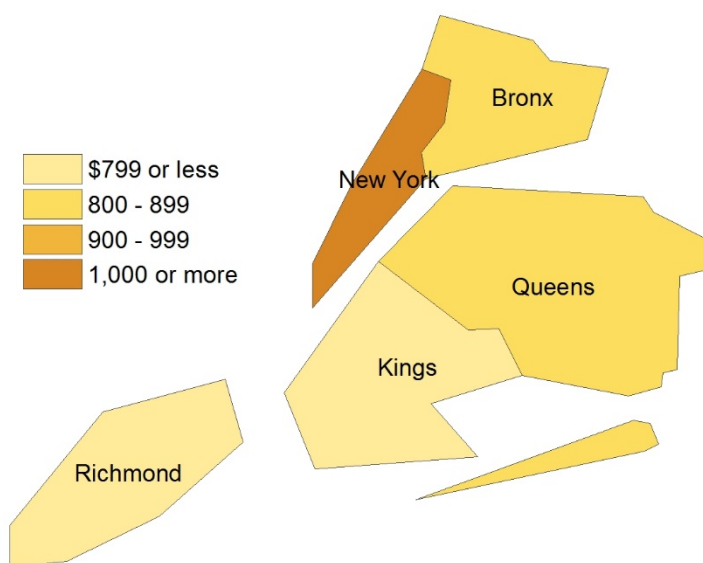 Bronx
$799 or less
New York
800 - 899
900 - 999
1,000 or more
Queens
Kings
Richmond